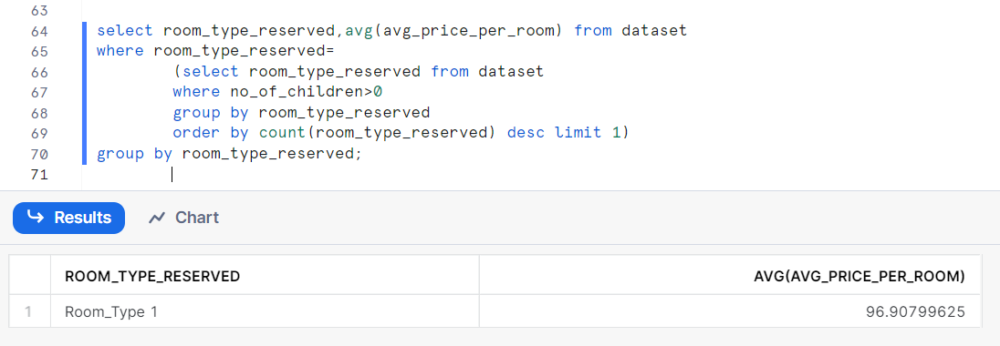 63
64 select room_type_reserved,avg(avg_price_per_room) from dataset
65 where room_type_reserved=
66 (select room_type_reserved from dataset
67 where no_of_children>0
68 group by room_type_reserved
69 order by count(room_type_reserved) desc limit 1)
70 group by room_type_reserved;
71
Results Chart
ROOM_TYPE_RESERVED AVG(AVG_PRICE_PER_ROOM)
1 Room_Type 1 96.90799625